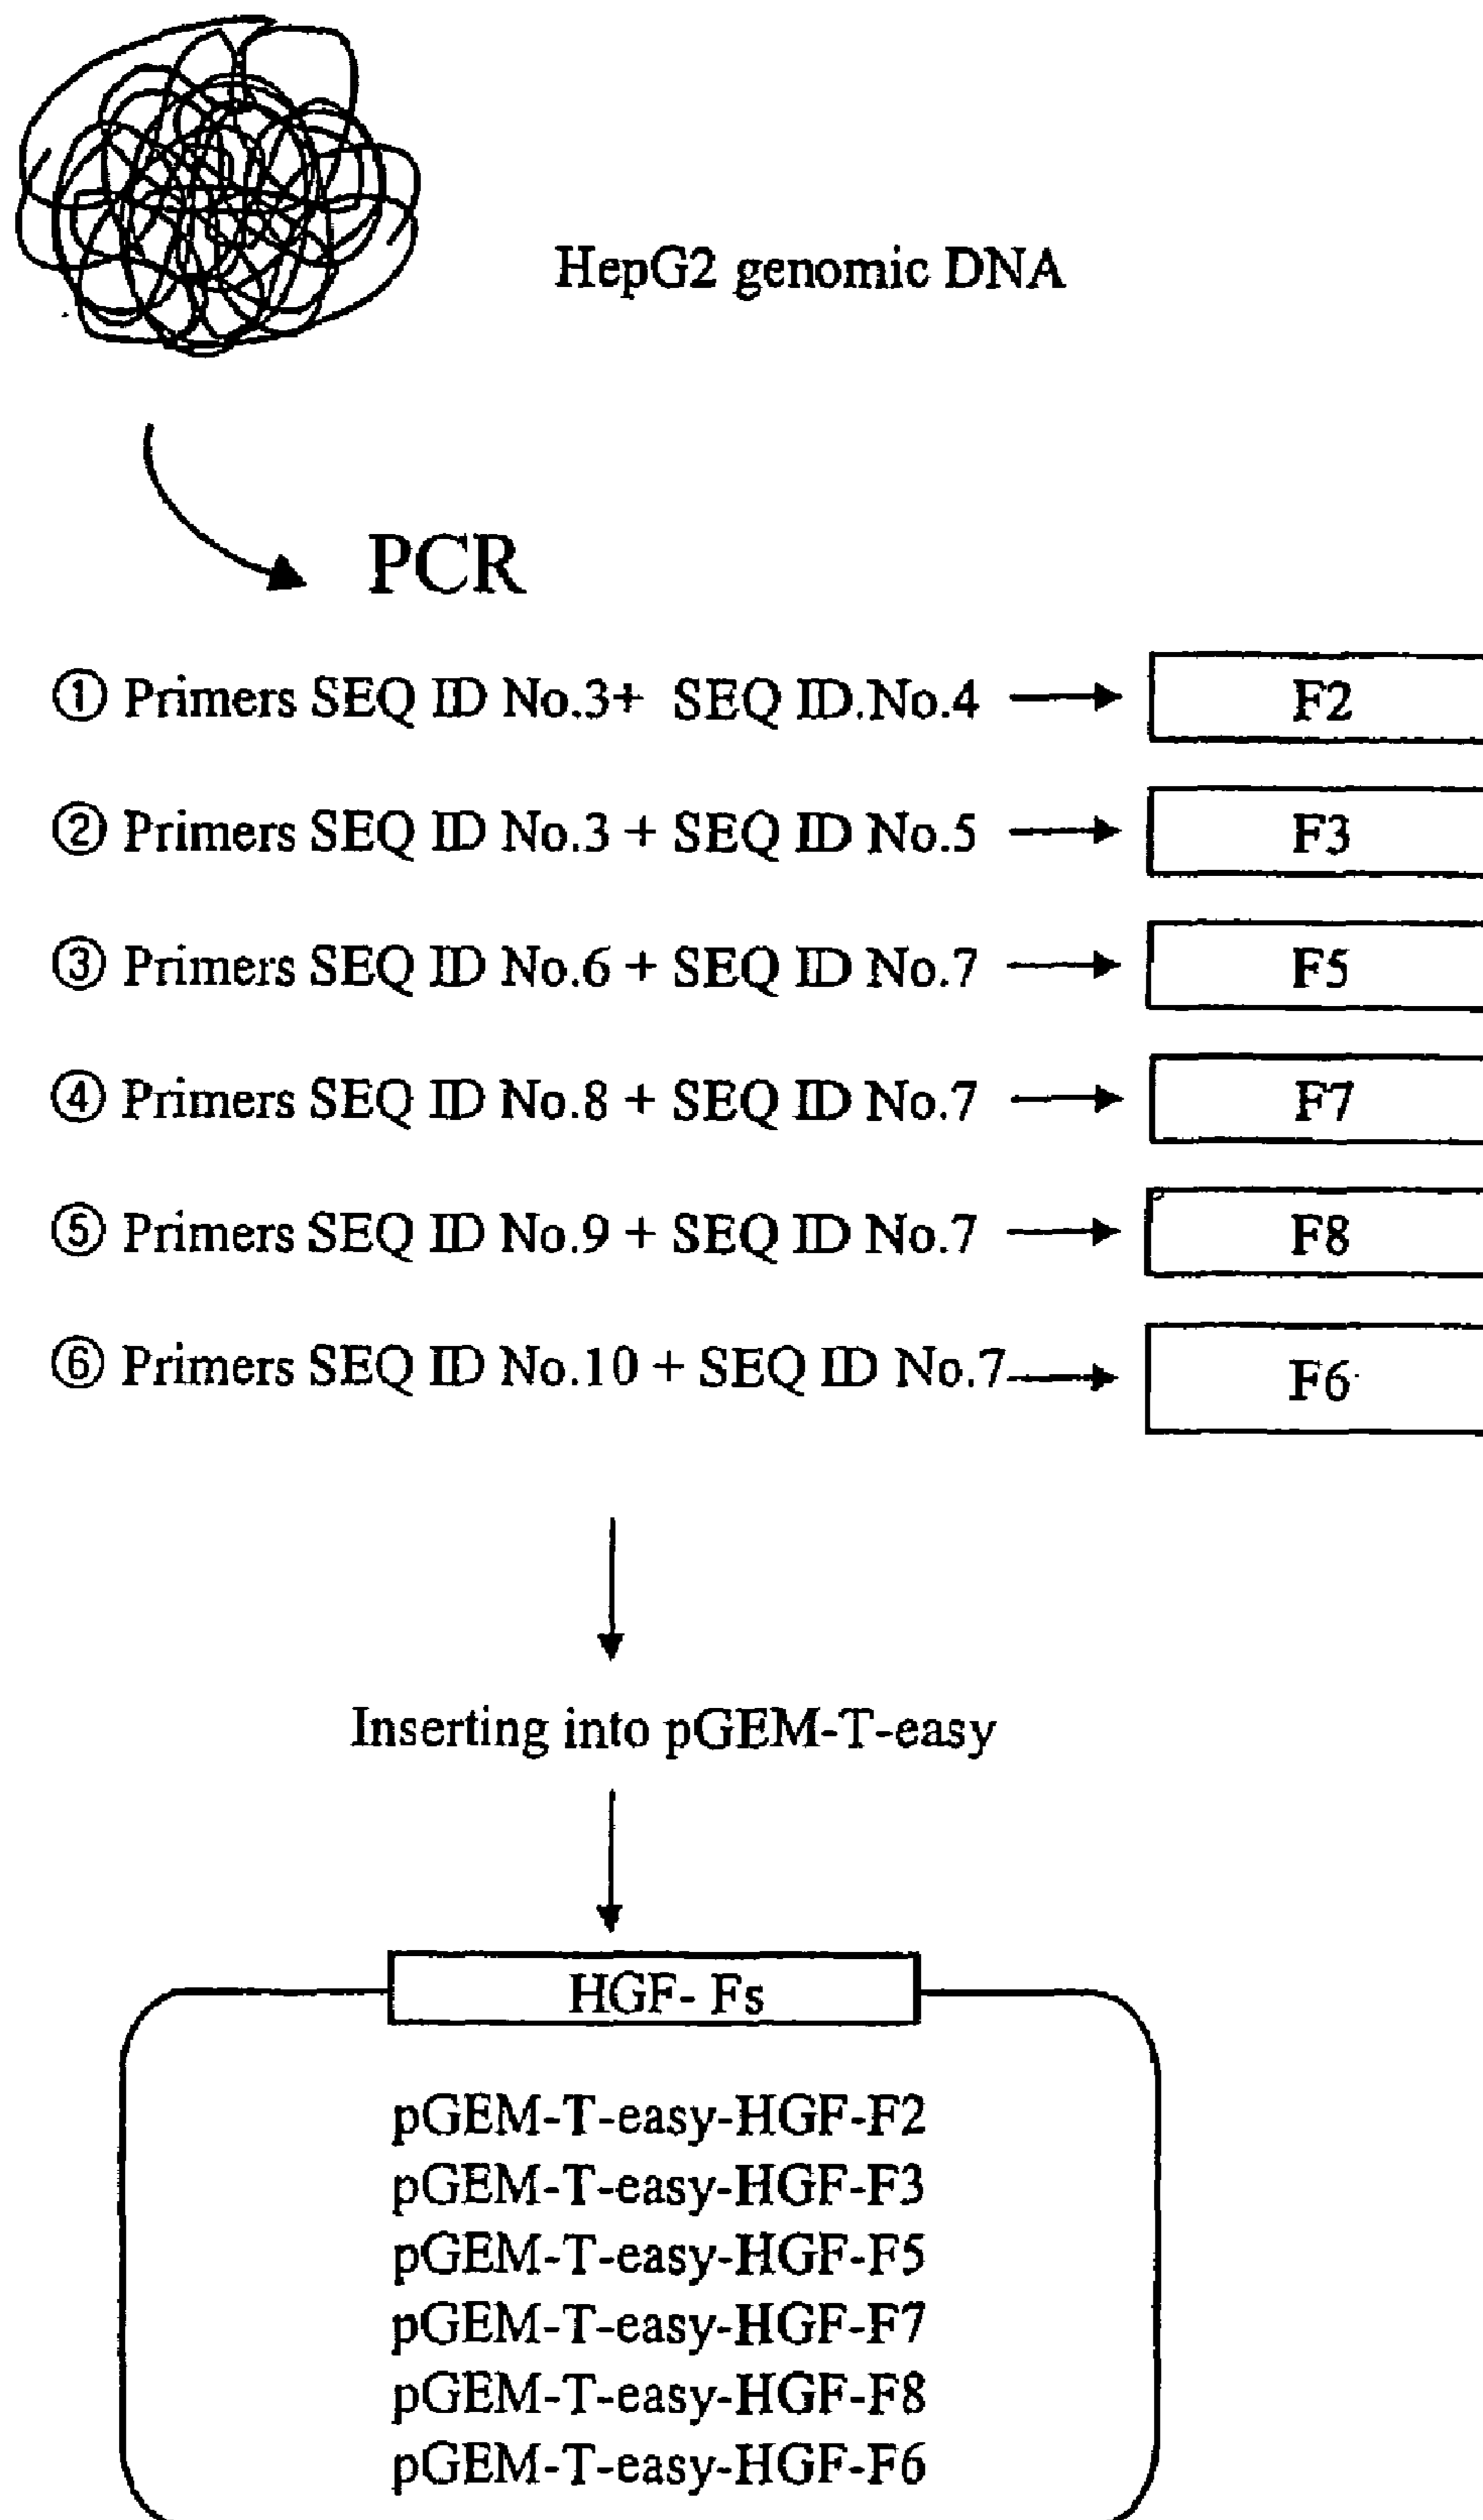 HepG2 genomic DNA
PCR
① Primers SEQ ID No.3+ SEQ ID.No.4 F2
② Primers SEQ ID No.3 + SEQ ID No.5 F3
③ Primers SEQ ID No.6 + SEQ ID No.7 F5
④ Primers SEQ ID No.8 + SEQ ID No.7 F7
⑤ Primers SEQ ID No.9 + SEQ ID No.7 F8
⑥ Primers SEQ ID No.10 + SEQ ID No.7 F6
Inserting into pGEM-T-easy
HGF- Fs
pGEM-T-easy-HGF-F2
pGEM-T-easy-HGF-F3
pGEM-T-easy-HGF-F5
pGEM-T-easy-HGF-F7
pGEM-T-easy-HGF-F8
pGEM-T-easy-HGF-F6